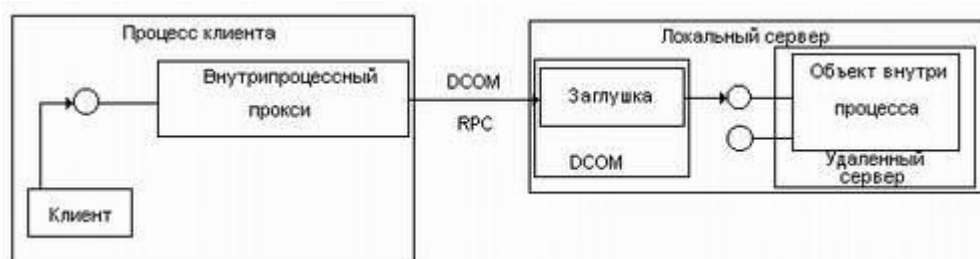 Процесс клиента
Внутрипроцессный
прокси
Клиент
DCOM
RPC
Локальный сервер
Заглушка
DCOM
Объект внутри
процесса
Удаленный
сервер